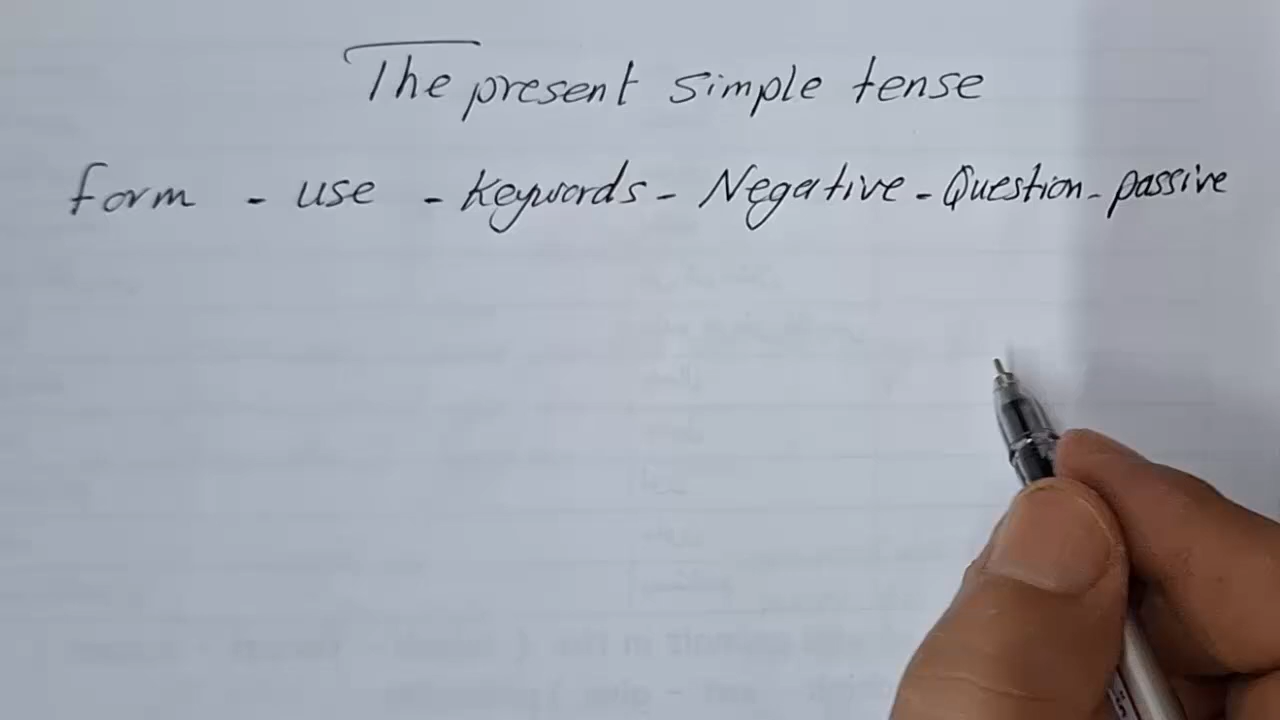 The present simple tense
form - use - Keywords - Negative - Question - passive